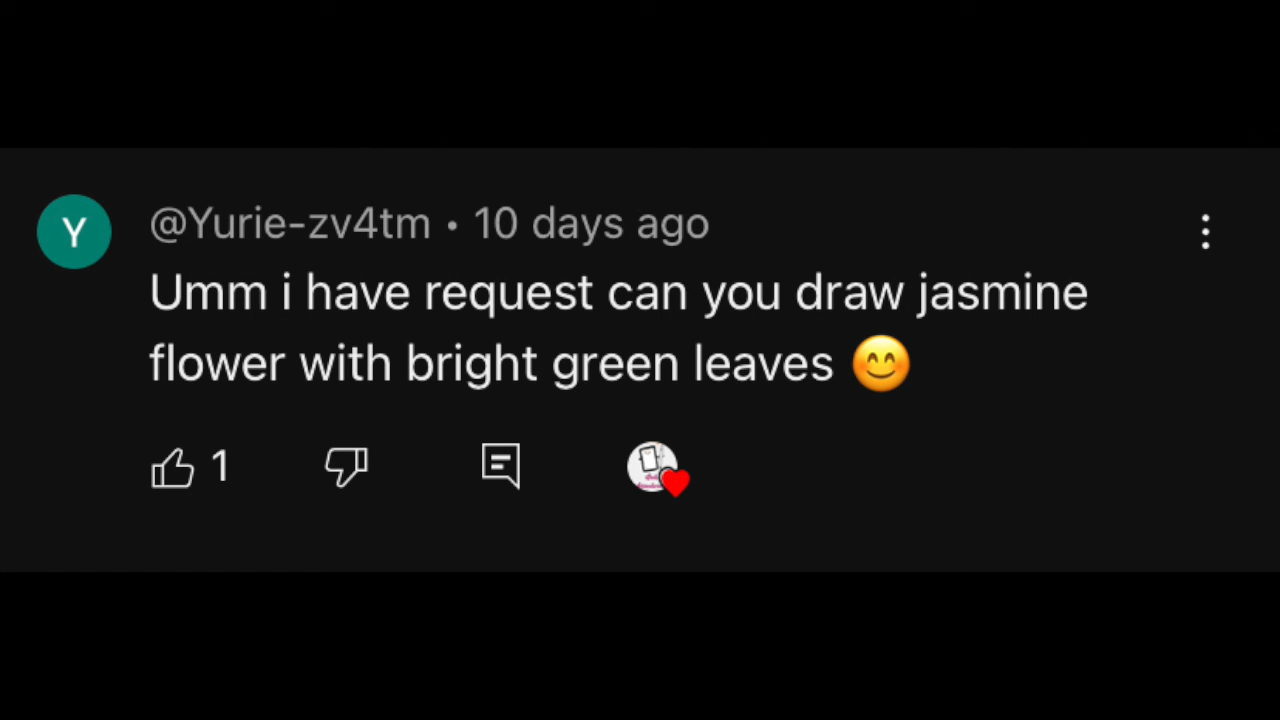 Y
@Yurie-zv4tm • 10 days ago
Umm i have request can you draw jasmine
flower with bright green leaves 😊
1